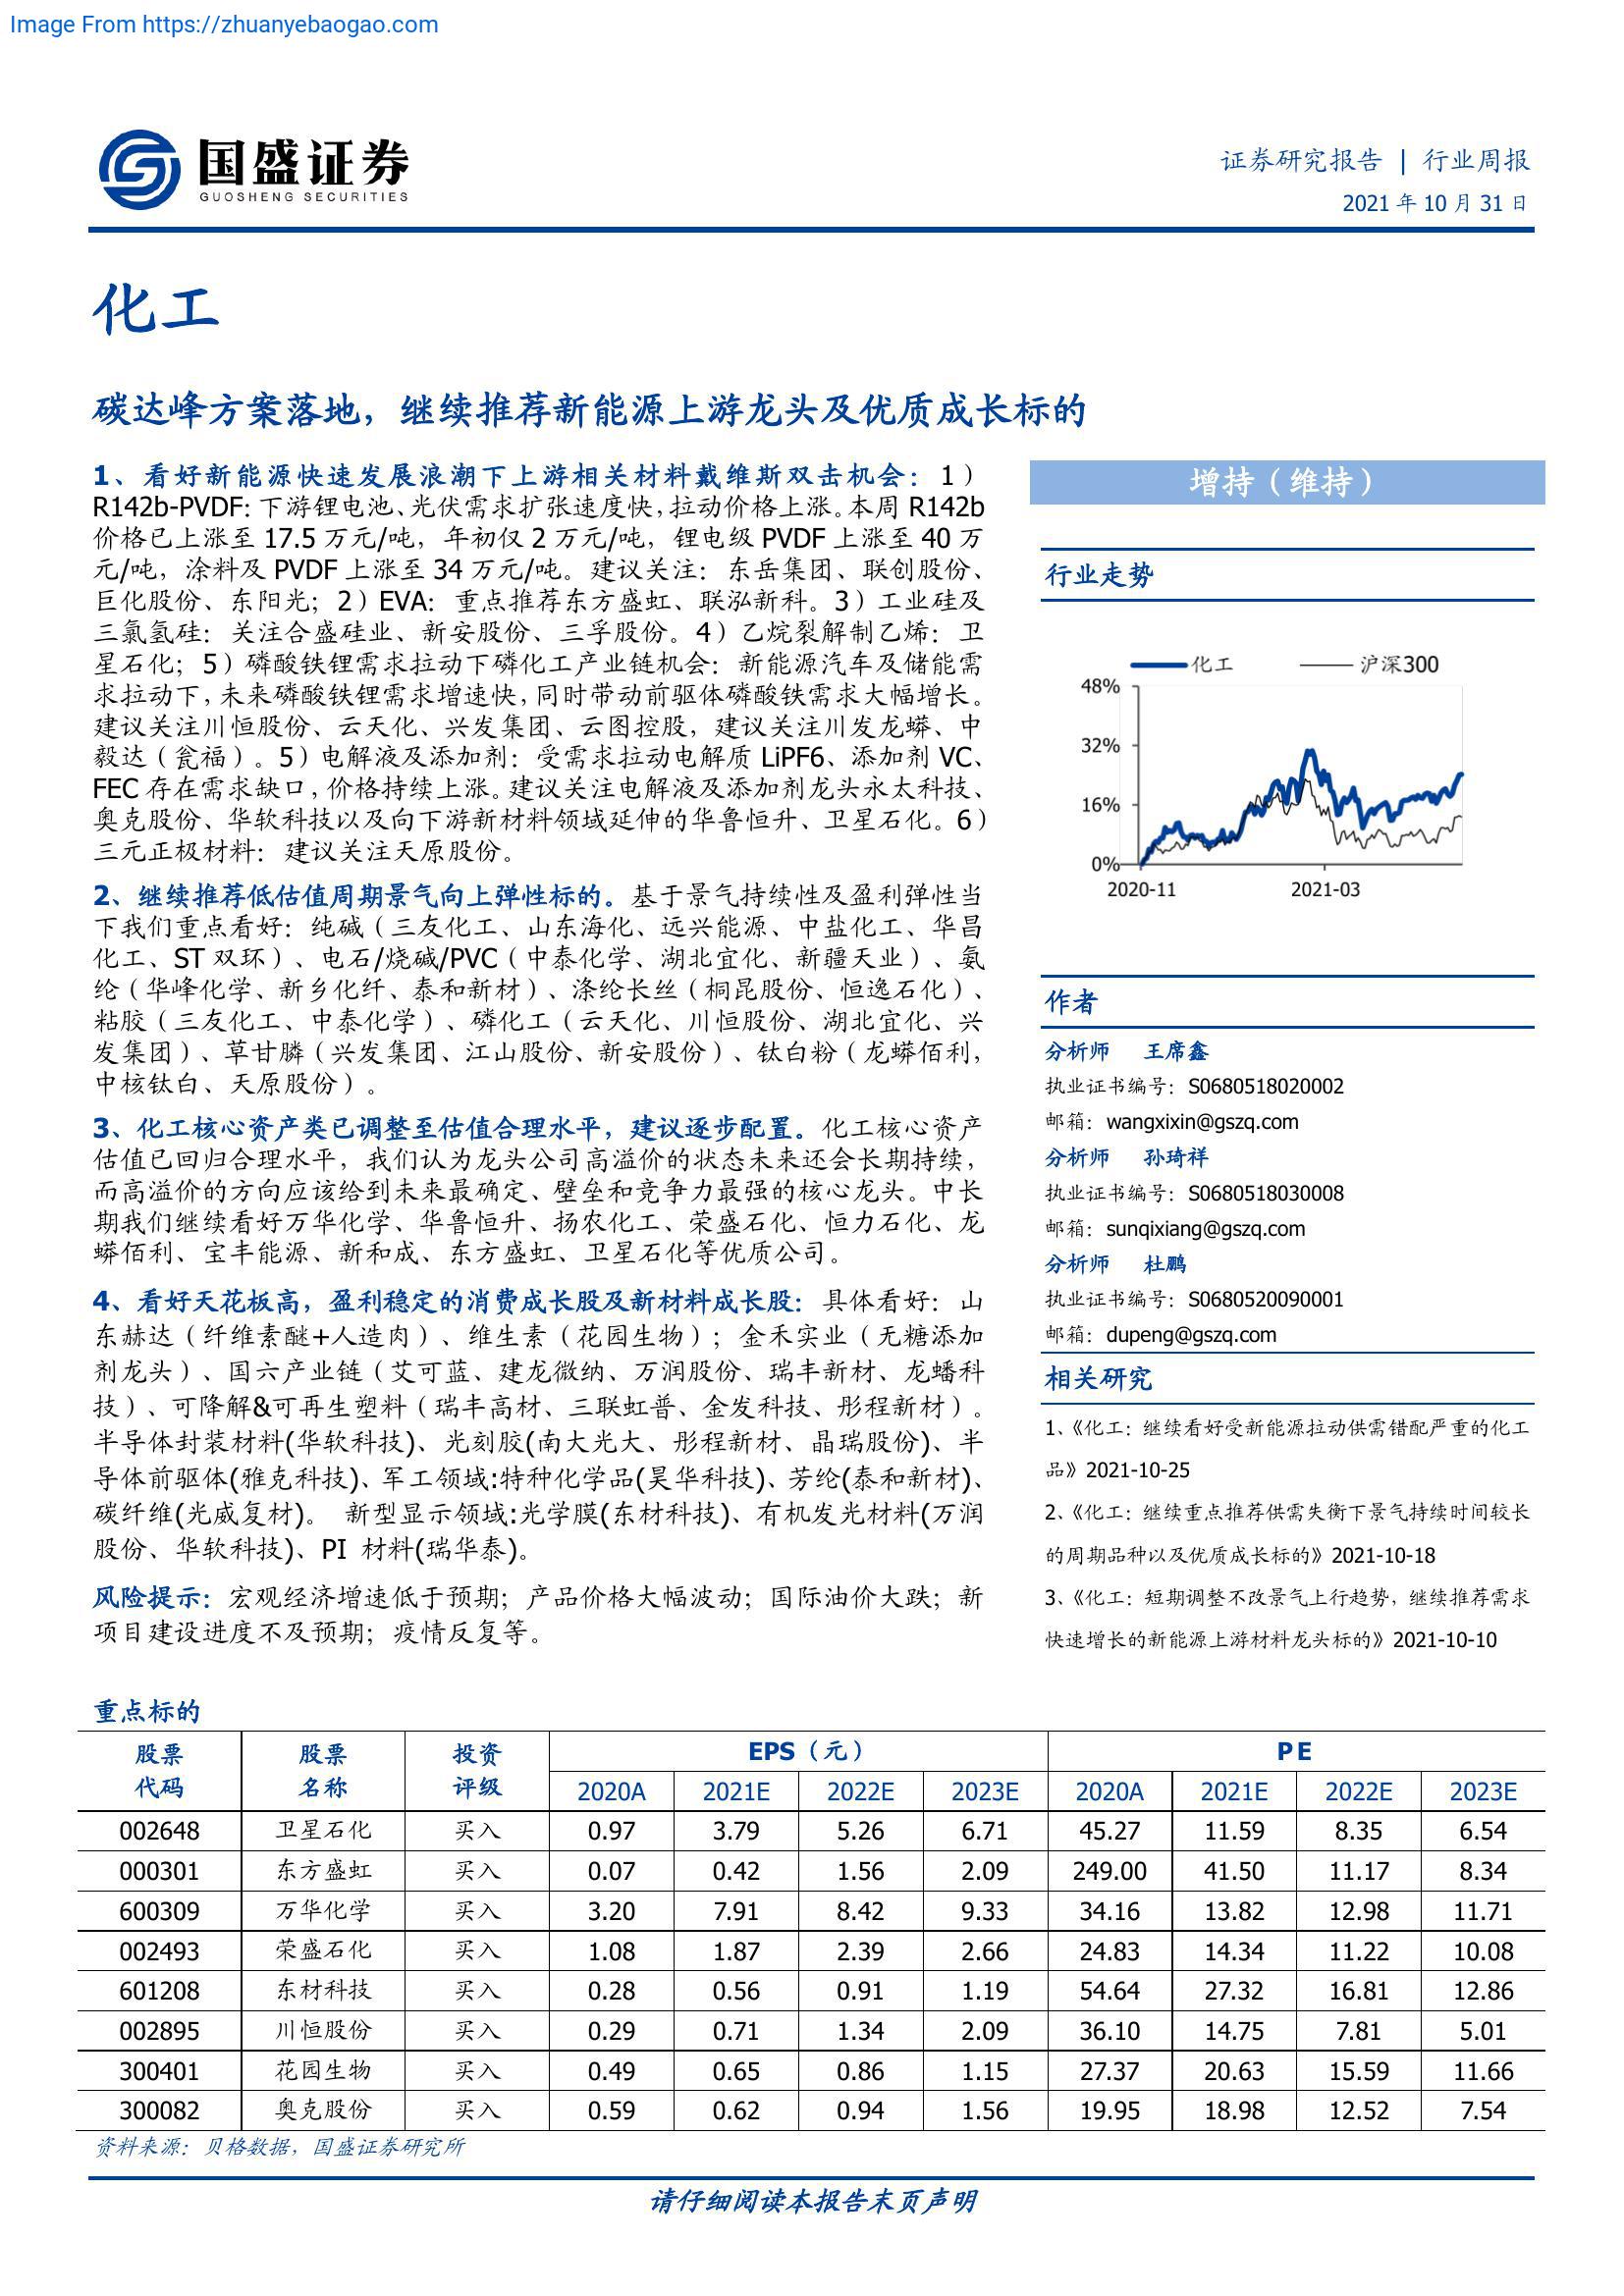 Image From https://zhuanyebaogao.com
国盛证券
GUOSHENG SECURITIES
证券研究报告 | 行业周报
2021 年 10 月 31 日
化工
碳达峰方案落地，继续推荐新能源上游龙头及优质成长标的
1、看好新能源快速发展浪潮下上游相关材料戴维斯双击机会：1）
R142b-PVDF: 下游锂电池、光伏需求扩张速度快，拉动价格上涨。本周 R142b
价格已上涨至 17.5 万元/吨，年初仅 2 万元/吨，锂电级 PVDF 上涨至 40 万
元/吨，涂料及 PVDF 上涨至 34 万元/吨。建议关注：东岳集团、联创股份、
巨化股份、东阳光；2）EVA：重点推荐东方盛虹、联泓新科。3）工业硅及
三氯氢硅：关注合盛硅业、新安股份、三孚股份。4）乙烷裂解制乙烯：卫
星石化；5）磷酸铁锂需求拉动下磷化工产业链机会：新能源汽车及储能需
求拉动下，未来磷酸铁锂需求增速快，同时带动前驱体磷酸铁需求大幅增长。
建议关注川恒股份、云天化、兴发集团、云图控股，建议关注川发龙蟒、中
毅达（瓮福）。5）电解液及添加剂：受需求拉动电解质 LiPF6、添加剂 VC、
FEC 存在需求缺口，价格持续上涨。建议关注电解液及添加剂龙头永太科技、
奥克股份、华软科技以及向下游新材料领域延伸的华鲁恒升、卫星石化。6）
三元正极材料：建议关注天原股份。
2、继续推荐低估值周期景气向上弹性标的。基于景气持续性及盈利弹性当
下我们重点看好：纯碱（三友化工、山东海化、远兴能源、中盐化工、华昌
化工、ST 双环）、电石/烧碱/PVC（中泰化学、湖北宜化、新疆天业）、氨
纶（华峰化学、新乡化纤、泰和新材）、涤纶长丝（桐昆股份、恒逸石化）、
粘胶（三友化工、中泰化学）、磷化工（云天化、川恒股份、湖北宜化、兴
发集团）、草甘膦（兴发集团、江山股份、新安股份）、钛白粉（龙蟒佰利，
中核钛白、天原股份）。
3、化工核心资产类已调整至估值合理水平，建议逐步配置。化工核心资产
估值已回归合理水平，我们认为龙头公司高溢价的状态未来还会长期持续，
而高溢价的方向应该给到未来最确定、壁垒和竞争力最强的核心龙头。中长
期我们继续看好万华化学、华鲁恒升、扬农化工、荣盛石化、恒力石化、龙
蟒佰利、宝丰能源、新和成、东方盛虹、卫星石化等优质公司。
4、看好天花板高，盈利稳定的消费成长股及新材料成长股：具体看好：山
东赫达（纤维素醚+人造肉）、维生素（花园生物）；金禾实业（无糖添加
剂龙头）、国六产业链（艾可蓝、建龙微纳、万润股份、瑞丰新材、龙蟠科
技）、可降解&可再生塑料（瑞丰高材、三联虹普、金发科技、彤程新材）。
半导体封装材料(华软科技)、光刻胶(南大光大、彤程新材、晶瑞股份)、半
导体前驱体(雅克科技)、军工领域:特种化学品(昊华科技)、芳纶(泰和新材)、
碳纤维(光威复材)。 新型显示领域:光学膜(东材科技)、有机发光材料(万润
股份、华软科技)、PI 材料(瑞华泰)。
风险提示：宏观经济增速低于预期；产品价格大幅波动；国际油价大跌；新
项目建设进度不及预期；疫情反复等。
增持（维持）
行业走势
化工 沪深300
48%
32%
16%
0%
2020-11 2021-03
作者
分析师 王席鑫
执业证书编号：S0680518020002
邮箱：wangxixin@gszq.com
分析师 孙琦祥
执业证书编号：S0680518030008
邮箱：sunqixiang@gszq.com
分析师 杜鹏
执业证书编号：S0680520090001
邮箱：dupeng@gszq.com
相关研究
1、《化工：继续看好受新能源拉动供需错配严重的化工
品》2021-10-25
2、《化工：继续重点推荐供需失衡下景气持续时间较长
的周期品种以及优质成长标的》2021-10-18
3、《化工：短期调整不改景气上行趋势，继续推荐需求
快速增长的新能源上游材料龙头标的》2021-10-10
重点标的
股票 股票 投资 EPS（元） PE
代码 名称 评级 2020A 2021E 2022E 2023E 2020A 2021E 2022E 2023E
002648 卫星石化 买入 0.97 3.79 5.26 6.71 45.27 11.59 8.35 6.54
000301 东方盛虹 买入 0.07 0.42 1.56 2.09 249.00 41.50 11.17 8.34
600309 万华化学 买入 3.20 7.91 8.42 9.33 34.16 13.82 12.98 11.71
002493 荣盛石化 买入 1.08 1.87 2.39 2.66 24.83 14.34 11.22 10.08
601208 东材科技 买入 0.28 0.56 0.91 1.19 54.64 27.32 16.81 12.86
002895 川恒股份 买入 0.29 0.71 1.34 2.09 36.10 14.75 7.81 5.01
300401 花园生物 买入 0.49 0.65 0.86 1.15 27.37 20.63 15.59 11.66
300082 奥克股份 买入 0.59 0.62 0.94 1.56 19.95 18.98 12.52 7.54
资料来源：贝格数据，国盛证券研究所
请仔细阅读本报告末页声明